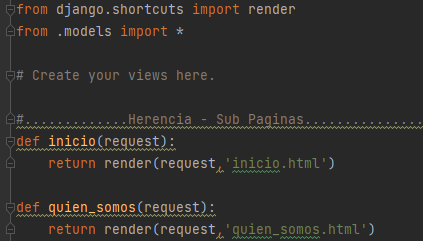 from django.shortcuts import render
from .models import *
# Create your views here.
#.............Herencia - Sub Paginas...............
def inicio(request):
    return render(request,'inicio.html')
def quien_somos(request):
    return render(request,'quien_somos.html')